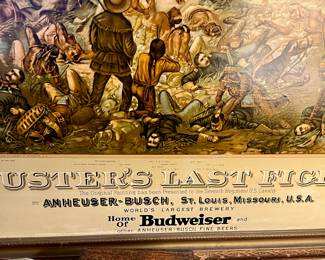 USTER'S LAST FIG
The Original Painting has been Presented to the Seventh Regiment U.S. Cavalry
BY ANHEUSER-BUSCH, ST. LOUIS, MISSOURI, U.S.A.
WORLD'S LARGEST BREWERY
Home Of Budweiser and
other ANHEUSER-BUSCH FINE BEERS